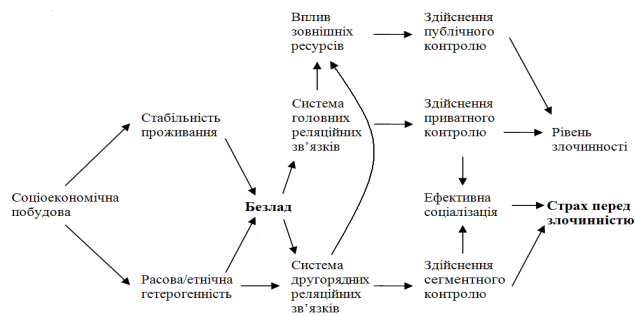 Вплив
зовнішніх
ресурсів
Здійснення
публічного
контролю
Стабільність
проживання
Система
головних
реляційних
зв’язків
Здійснення
приватного
контролю
Рівень
злочинності
Соціоекономічна
побудова
Безлад
Ефективна
соціалізація
Страх перед
злочинністю
Расова/етнічна
гетерогенність
Система
другорядних
реляційних
зв’язків
Здійснення
сегментного
контролю